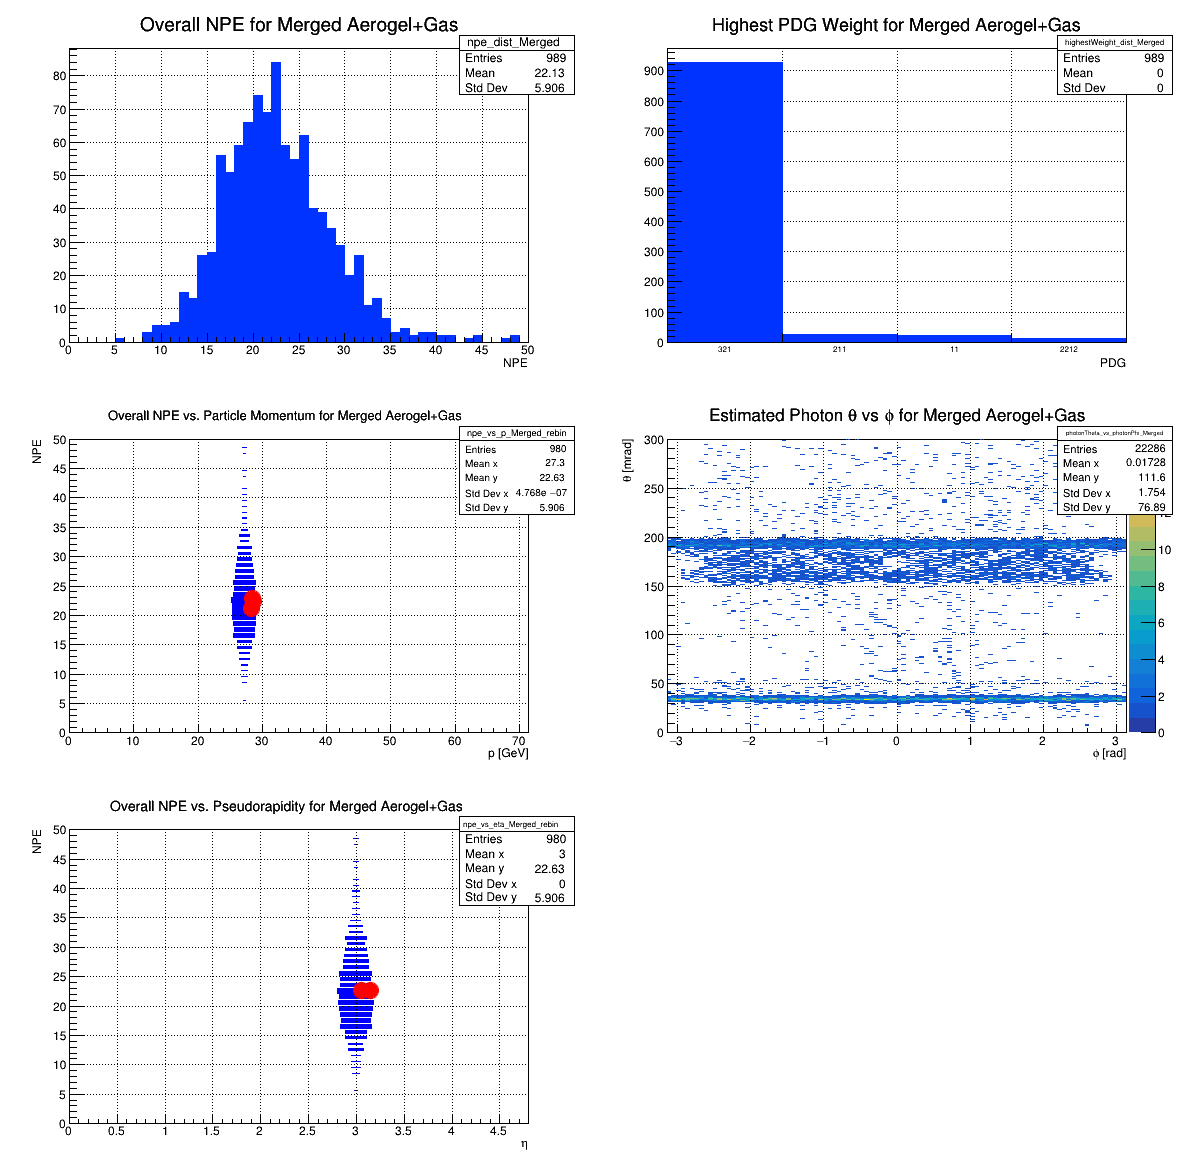 Overall NPE for Merged Aerogel+Gas
npe_dist_Merged
Entries 989
Mean 22.13
Std Dev 5.906
80
70
60
50
40
30
20
10
0
0 5 10 15 20 25 30 35 40 45 50
NPE
Highest PDG Weight for Merged Aerogel+Gas
highestWeight_dist_Merged
Entries 989
Mean 0
Std Dev 0
900
800
700
600
500
400
300
200
100
0
321 211 11 2212
PDG
Overall NPE vs. Particle Momentum for Merged Aerogel+Gas
npe_vs_p_Merged_rebin
Entries 980
Mean x 27.3
Mean y 22.63
Std Dev x 4.768e −07
Std Dev y 5.906
NPE
50
45
40
35
30
25
20
15
10
5
0
0 10 20 30 40 50 60 70
p [GeV]
Estimated Photon θ vs ϕ for Merged Aerogel+Gas
photonTheta_vs_photonPhi_Merged
Entries 22286
Mean x 0.01728
Mean y 111.6
Std Dev x 1.754
Std Dev y 76.89
θ [mrad]
300
250
200
150
100
50
0
−3 −2 −1 0 1 2 3
ϕ [rad]
10
8
6
4
2
0
Overall NPE vs. Pseudorapidity for Merged Aerogel+Gas
npe_vs_eta_Merged_rebin
Entries 980
Mean x 3
Mean y 22.63
Std Dev x 0
Std Dev y 5.906
NPE
50
45
40
35
30
25
20
15
10
5
0
0 0.5 1 1.5 2 2.5 3 3.5 4 4.5
η